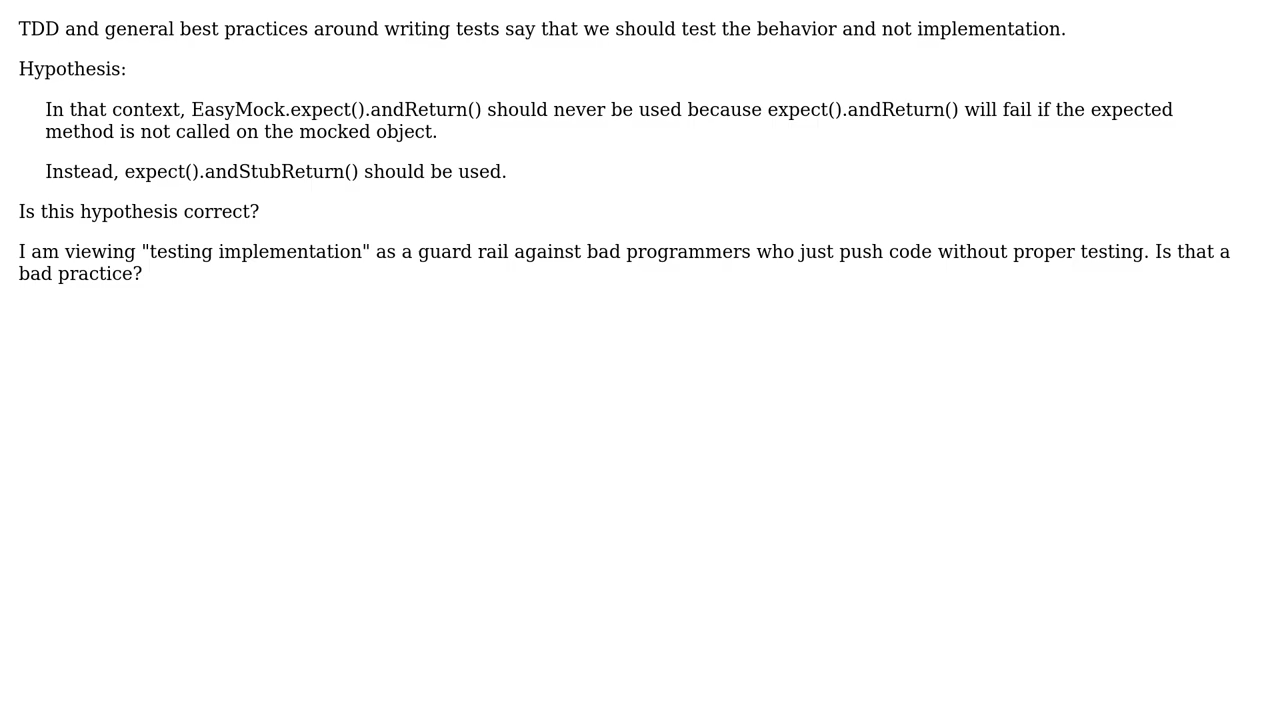 TDD and general best practices around writing tests say that we should test the behavior and not implementation.
Hypothesis:
In that context, EasyMock.expect().andReturn() should never be used because expect().andReturn() will fail if the expected
method is not called on the mocked object.
Instead, expect().andStubReturn() should be used.
Is this hypothesis correct?
I am viewing "testing implementation" as a guard rail against bad programmers who just push code without proper testing. Is that a
bad practice?